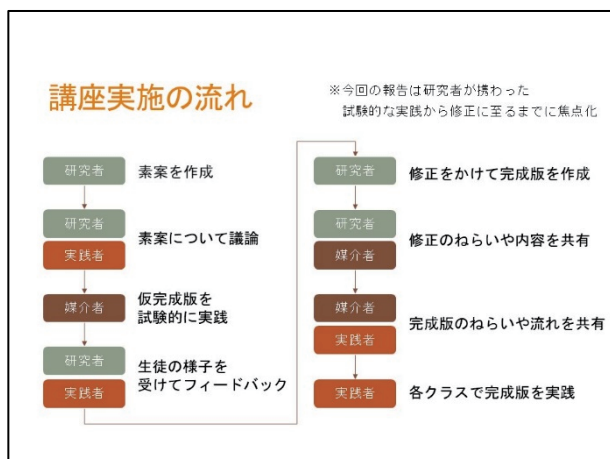 講座実施の流れ
※今回の報告は研究者が携わった
試験的な実践から修正に至るまでに焦点化
研究者
素案を作成
研究者
実践者
素案について議論
媒介者
仮完成版を
試験的に実践
研究者
実践者
生徒の様子を
受けてフィードバック
研究者
修正をかけて完成版を作成
研究者
媒介者
修正のねらいや内容を共有
媒介者
実践者
完成版のねらいや流れを共有
実践者
各クラスで完成版を実践